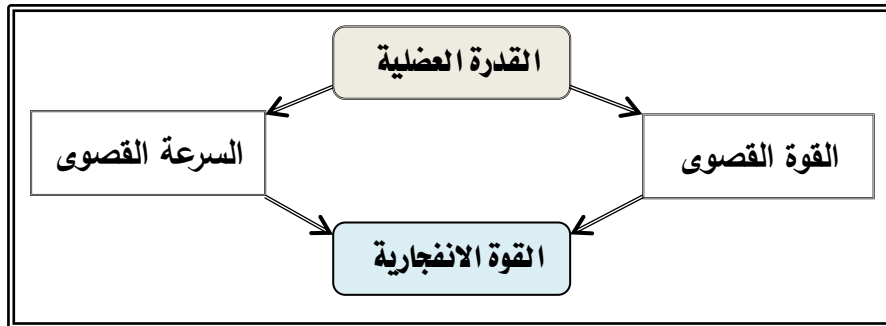 القدرة العضلية
القوة القصوى
السرعة القصوى
القوة الانفجارية